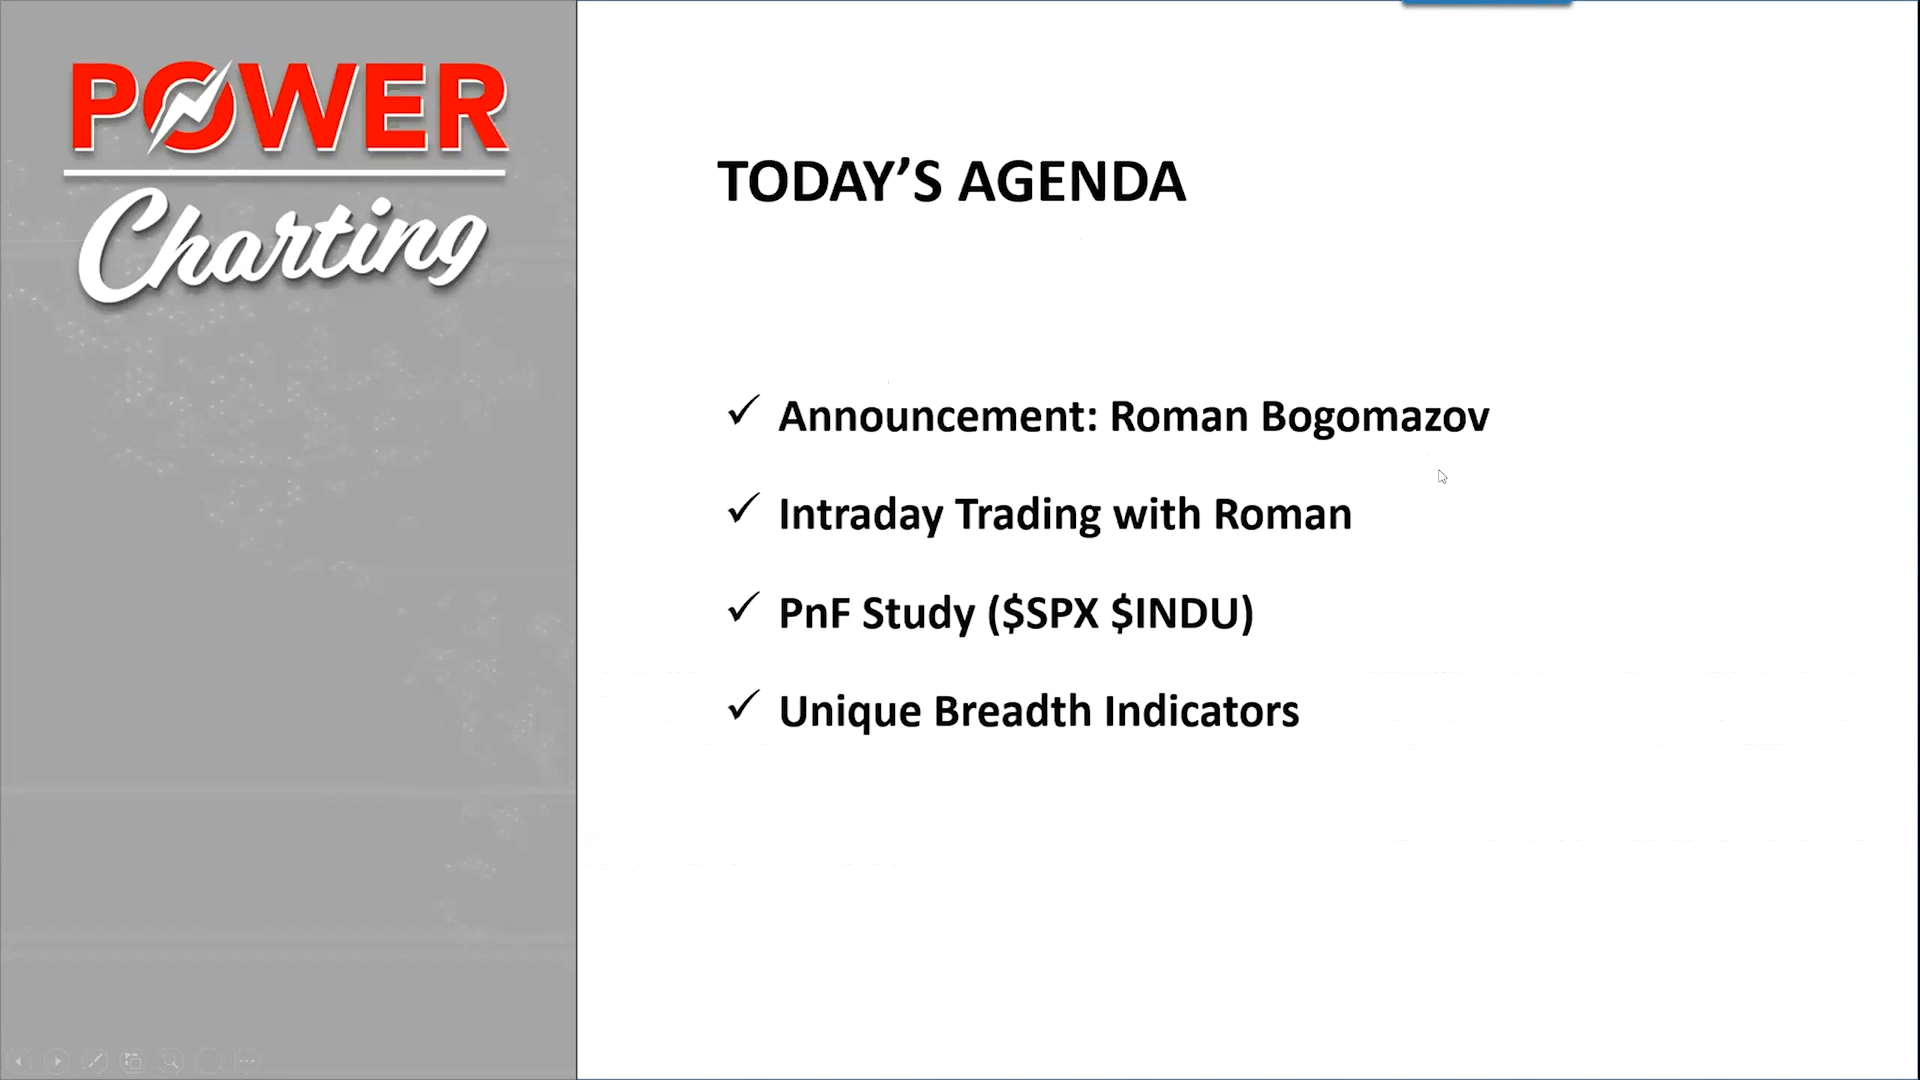 POWER
Charting
TODAY’S AGENDA
✓ Announcement: Roman Bogomazov
✓ Intraday Trading with Roman
✓ PnF Study ($SPX $INDU)
✓ Unique Breadth Indicators